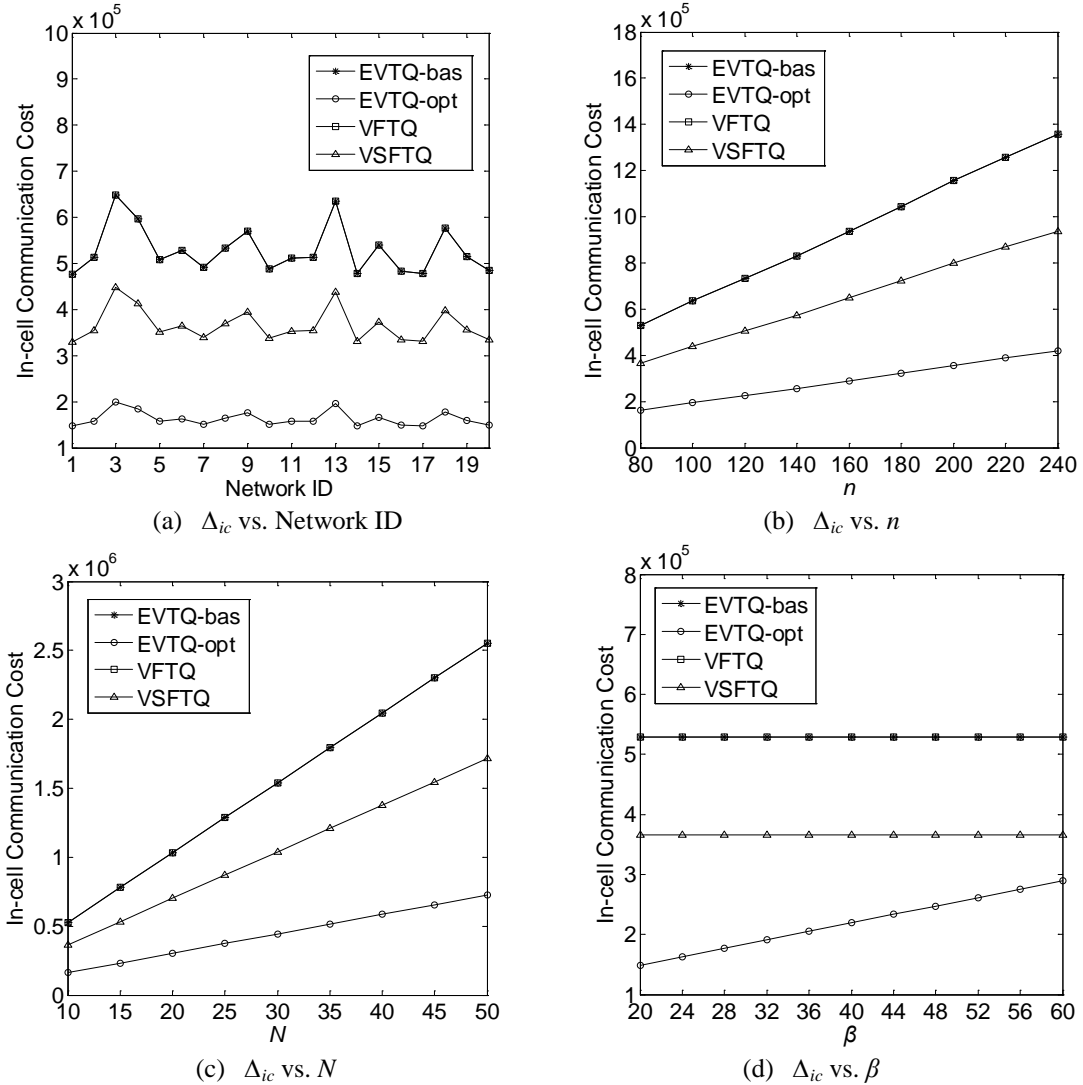 x 10^5
10
9
8
7
6
5
4
3
2
1
In-cell Communication Cost
EVTQ-bas
EVTQ-opt
VFTQ
VSFTQ
1 3 5 7 9 11 13 15 17 19
Network ID
(a) Δic vs. Network ID
x 10^5
18
16
14
12
10
8
6
4
2
0
In-cell Communication Cost
EVTQ-bas
EVTQ-opt
VFTQ
VSFTQ
80 100 120 140 160 180 200 220 240
n
(b) Δic vs. n
x 10^6
3
2.5
2
1.5
1
0.5
0
In-cell Communication Cost
EVTQ-bas
EVTQ-opt
VFTQ
VSFTQ
10 15 20 25 30 35 40 45 50
N
(c) Δic vs. N
x 10^5
8
7
6
5
4
3
2
1
In-cell Communication Cost
EVTQ-bas
EVTQ-opt
VFTQ
VSFTQ
20 24 28 32 36 40 44 48 52 56 60
β
(d) Δic vs. β